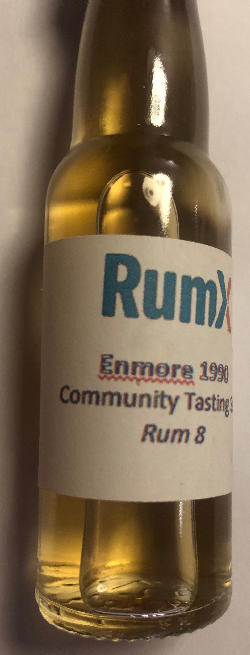 RumX
Enmore 1990
Community Tasting S
Rum 8